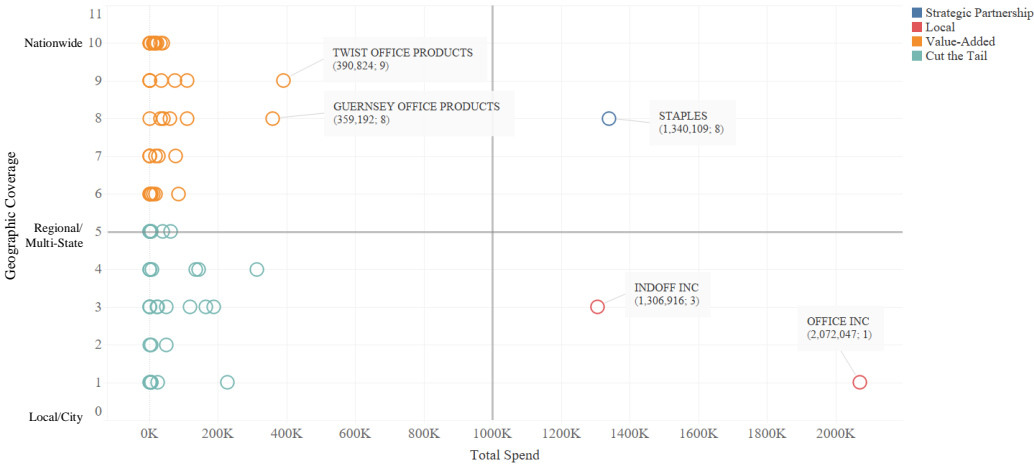 11
Nationwide 10
9
8
7
6
Regional/
Multi-State
5
4
3
2
1
0
Local/City
Geographic Coverage
TWIST OFFICE PRODUCTS
(390,824; 9)
GUERNSEY OFFICE PRODUCTS
(359,192; 8)
STAPLES
(1,340,109; 8)
INDOFF INC
(1,306,916; 3)
OFFICE INC
(2,072,047; 1)
0K 200K 400K 600K 800K 1000K 1200K 1400K 1600K 1800K 2000K
Total Spend
Strategic Partnership
Local
Value-Added
Cut the Tail